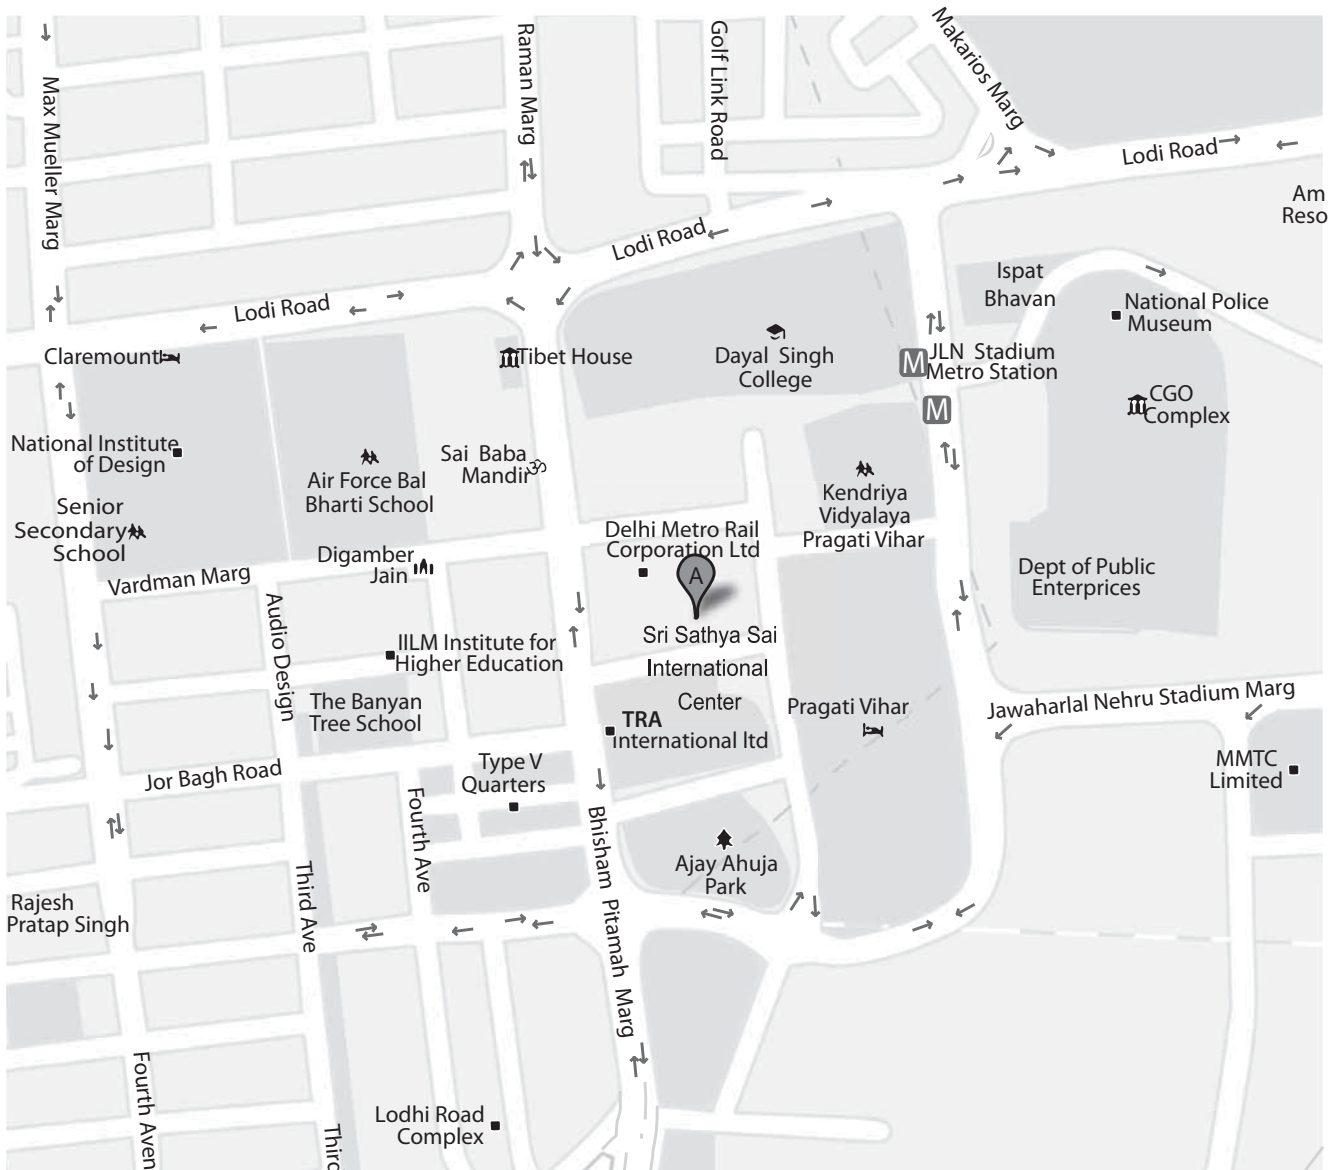 Makarios Marg
Golf Link Road
Raman Marg
Max Mueller Marg
Lodi Road
Am
Reso
Lodi Road
Ispat
Bhavan
National Police
Museum
Lodi Road
Claremount
Tibet House
Dayal Singh
College
M
JLN Stadium
Metro Station
M
CGO
Complex
National Institute
of Design
Air Force Bal
Bharti School
Sai Baba
Mandir
ॐ
Kendriya
Vidyalaya
Pragati Vihar
Senior
Secondary
School
Delhi Metro Rail
Corporation Ltd
Digamber
Jain
A
Dept of Public
Enterprices
Vardman Marg
Audio Design
IILM Institute for
Higher Education
Sri Sathya Sai
International
Center
The Banyan
Tree School
TRA
International ltd
Pragati Vihar
Jawaharlal Nehru Stadium Marg
Jor Bagh Road
Type V
Quarters
MMTC
Limited
Fourth Ave
Bhisham Pitamah Marg
Ajay Ahuja
Park
Third Ave
Rajesh
Pratap Singh
Fourth Aven
Lodhi Road
Complex
Third